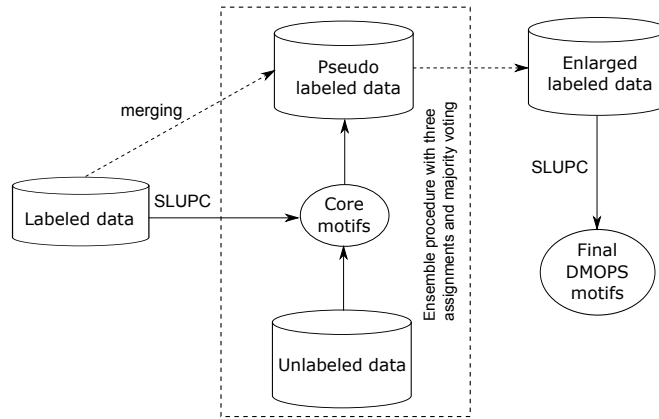 Pseudo
labeled data
Enlarged
labeled data
merging
Ensemble procedure with three
assignments and majority voting
SLUPC
Labeled data
SLUPC
Core
motifs
Final
DMOPS
motifs
Unlabeled data